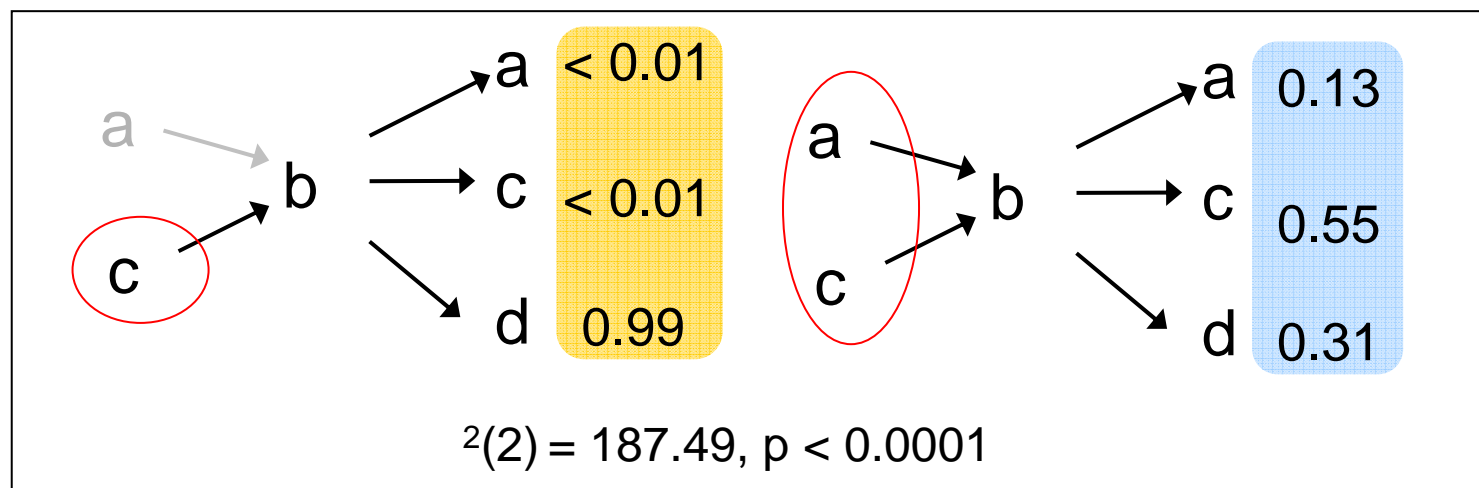 a
c
b
a < 0.01
c < 0.01
d 0.99
a
c
b
a 0.13
c 0.55
d 0.31
²(2) = 187.49, p < 0.0001